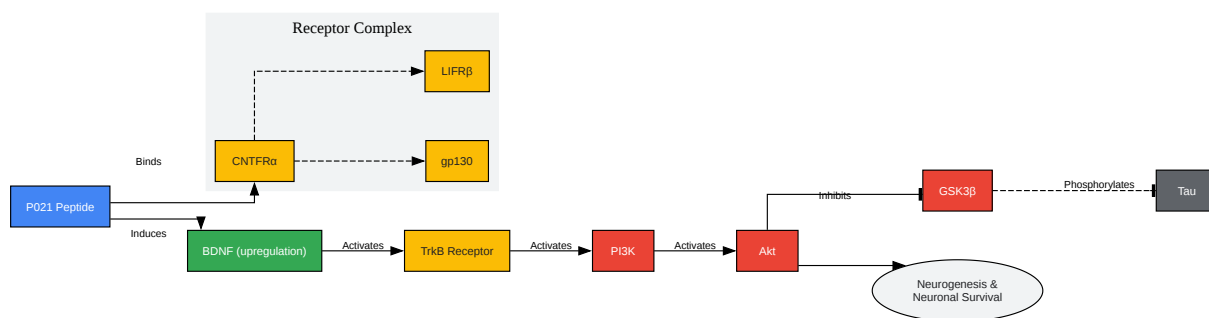 Receptor Complex
LIFRβ
Binds
CNTFRα
gp130
P021 Peptide
Induces
BDNF (upregulation)
Activates
TrkB Receptor
Activates
PI3K
Activates
Akt
Inhibits
GSK3β
Phosphorylates
Tau
Neurogenesis &
Neuronal Survival